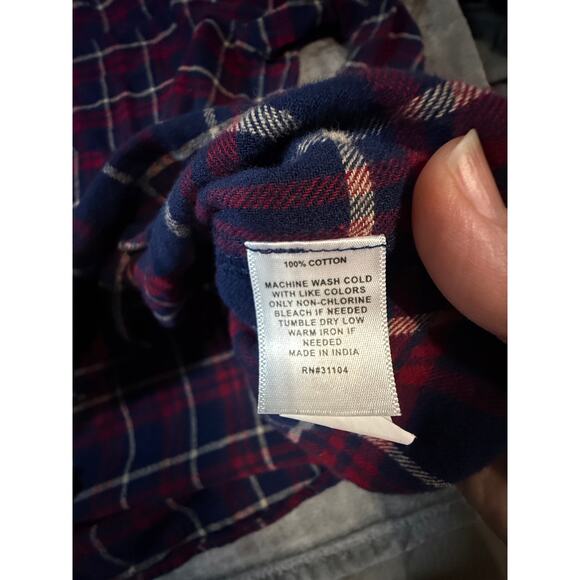 100% COTTON
MACHINE WASH COLD
WITH LIKE COLORS
ONLY NON-CHLORINE
BLEACH IF NEEDED
TUMBLE DRY LOW
WARM IRON IF
NEEDED
MADE IN INDIA
RN#31104